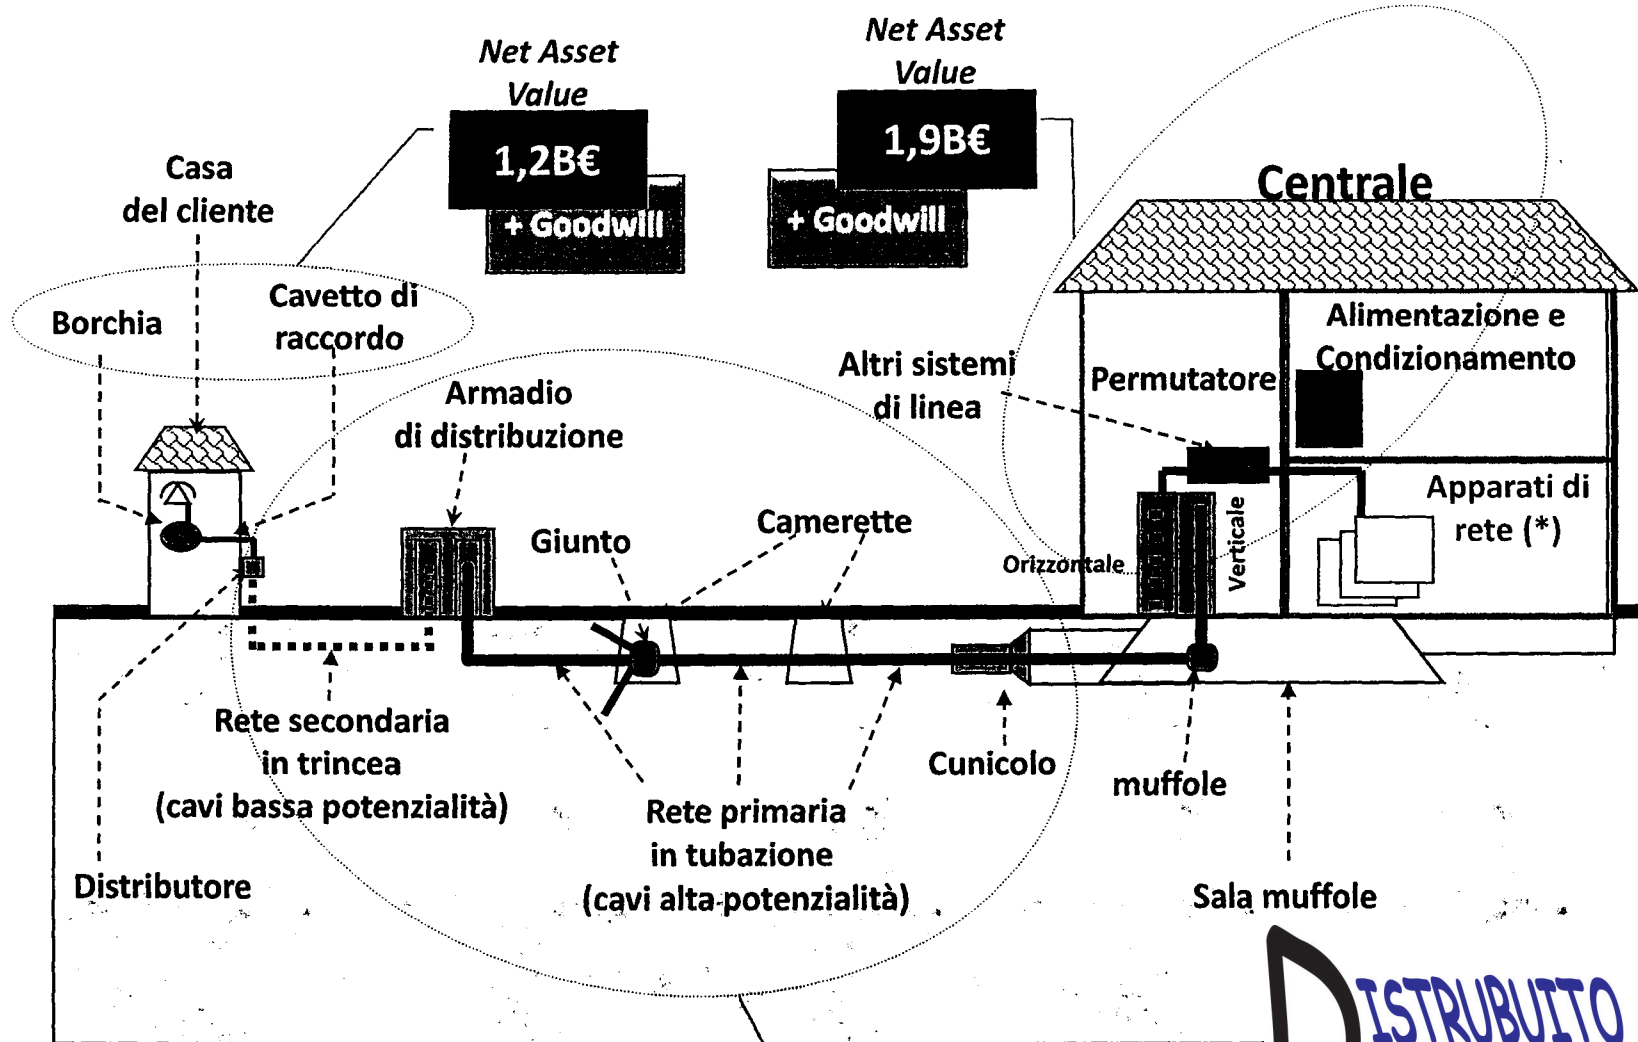 Net Asset
Value
1,2B€
+ Goodwill
Net Asset
Value
1,9B€
+ Goodwill
Casa
del cliente
Centrale
Borchia
Cavetto di
raccordo
Armadio
di distribuzione
Altri sistemi
di linea
Permutatore
Alimentazione e
Condizionamento
Apparati di
rete (*)
Giunto
Camerette
Orizzontale
Verticale
Rete secondaria
in trincea
(cavi bassa potenzialità)
Rete primaria
in tubazione
(cavi alta potenzialità)
Cunicolo
muffole
Distributore
Sala muffole
DISTRUBUITO